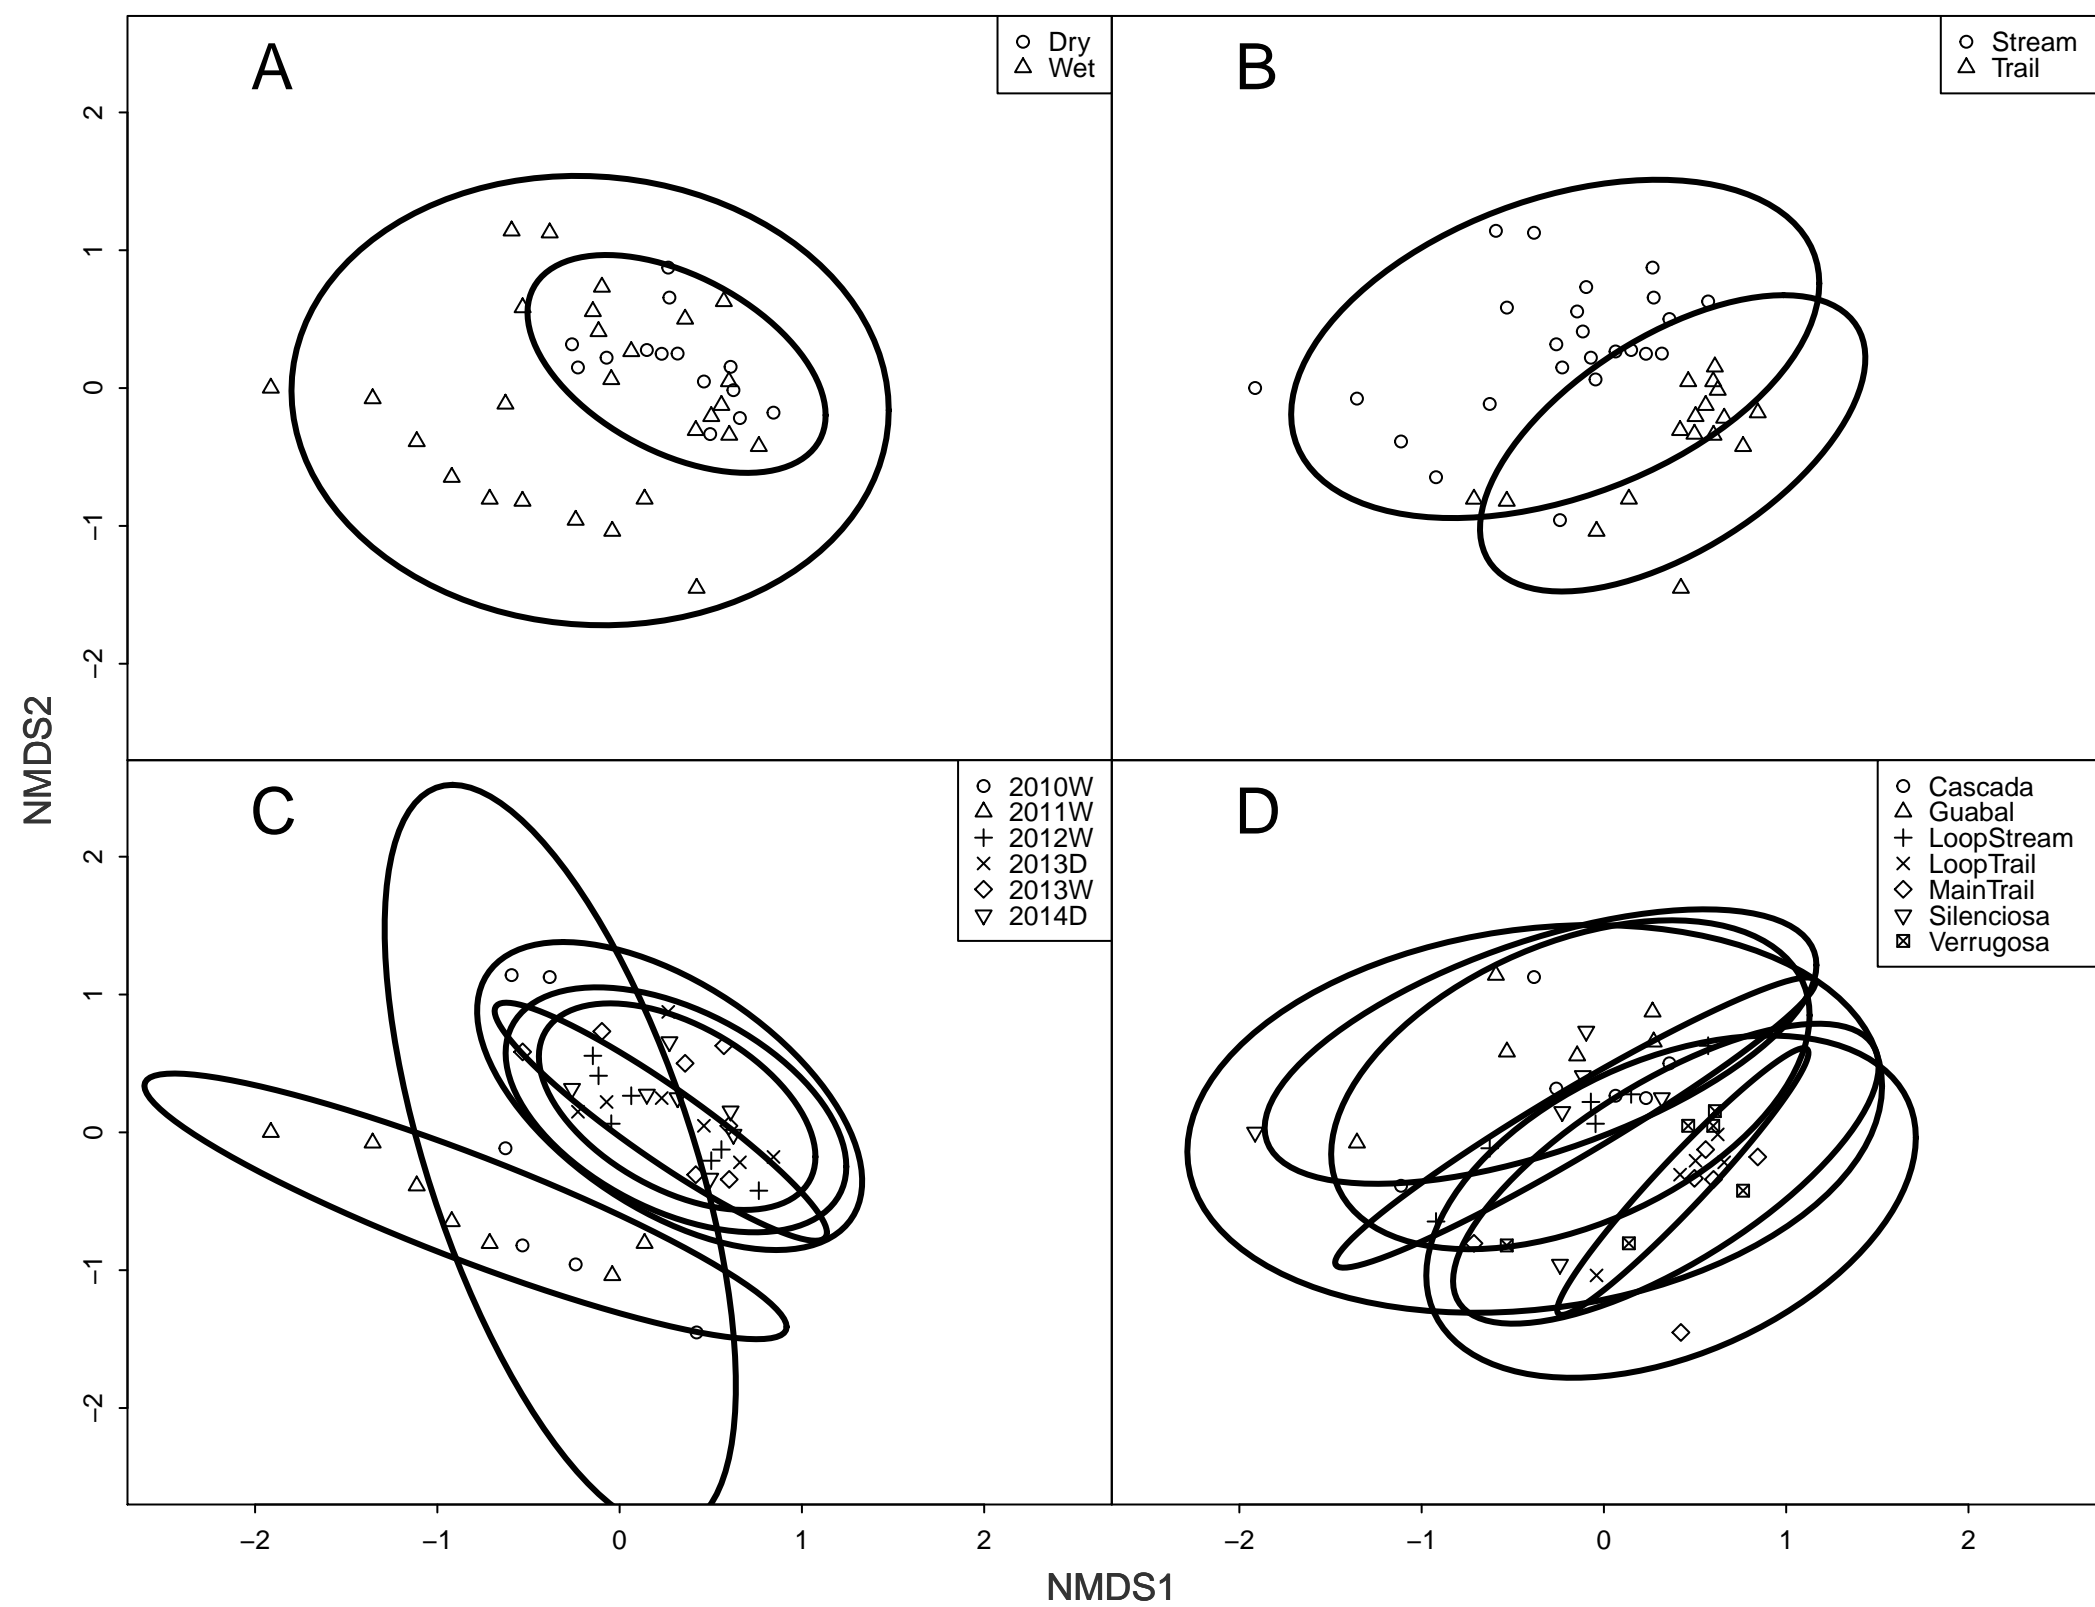 A
Dry
Wet
B
Stream
Trail
2
1
0
−1
−2
NMDS2
C
2010W
2011W
2012W
2013D
2013W
2014D
D
Cascada
Guabal
LoopStream
LoopTrail
MainTrail
Silenciosa
Verrugosa
2
1
0
−1
−2
−2 −1 0 1 2
−2 −1 0 1 2
NMDS1